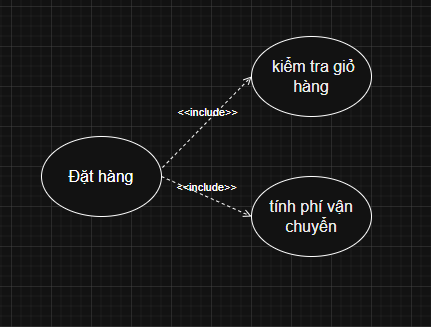 kiểm tra giỏ
hàng
<<include>>
Đặt hàng
<<include>>
tính phí vận
chuyển